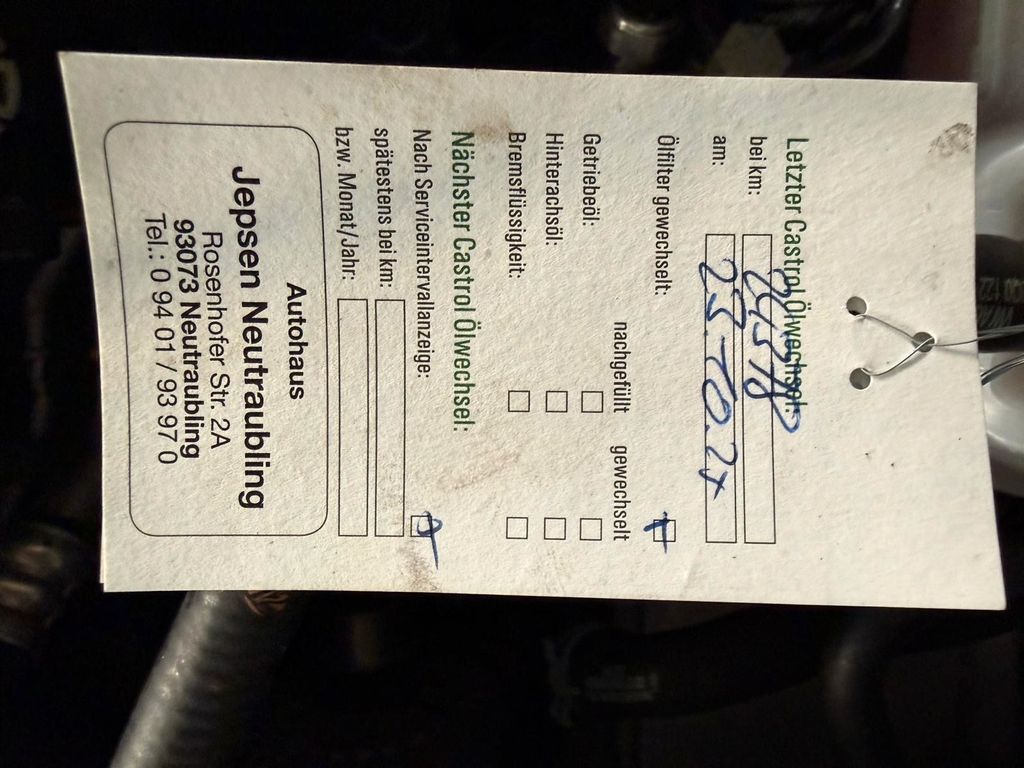 Letzter Castrol Ölwechsel:
bei km:
am: 25.10.24
Ölfilter gewechselt:
nachgefüllt gewechselt
Getriebeöl:
Hinterachsöl:
Bremsflüssigkeit:
Nächster Castrol Ölwechsel:
Nach Serviceintervallanzeige:
spätestens bei km:
bzw. Monat/Jahr:
Autohaus
Jepsen Neutraubling
Rosenhofer Str. 2A
93073 Neutraubling
Tel.: 0 94 01 / 93 97 0